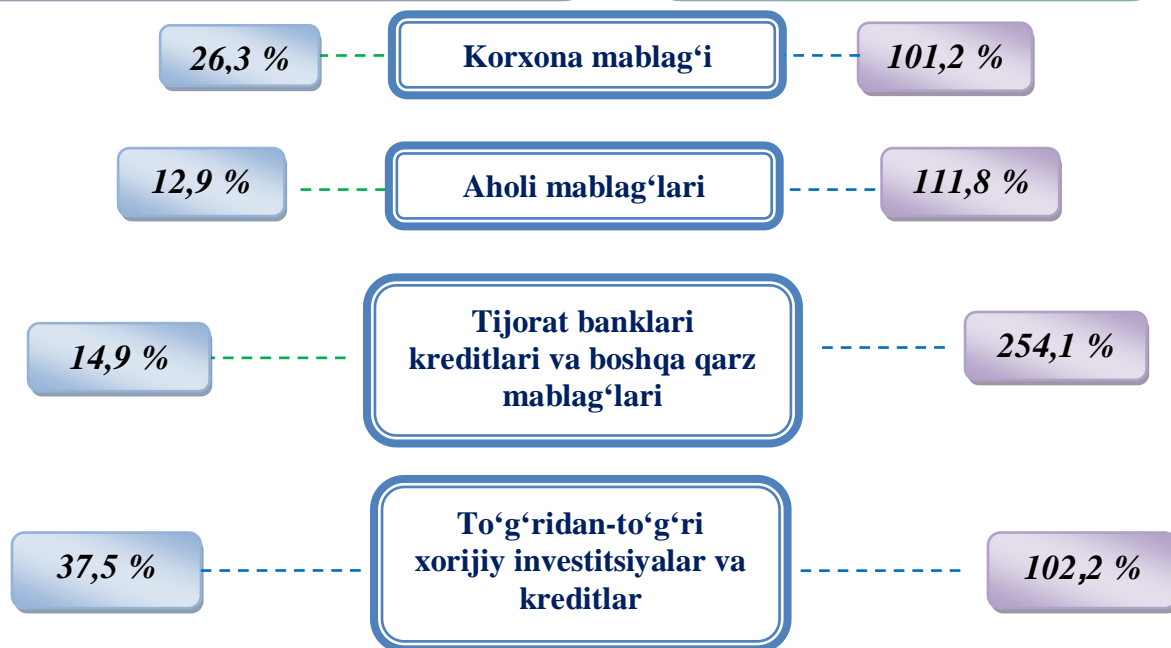 26,3 %
Korxona mablag‘i
101,2 %
12,9 %
Aholi mablag‘lari
111,8 %
14,9 %
Tijorat banklari
kreditlari va boshqa qarz
mablag‘lari
254,1 %
37,5 %
To‘g‘ridan-to‘g‘ri
xorijiy investitsiyalar va
kreditlar
102,2 %